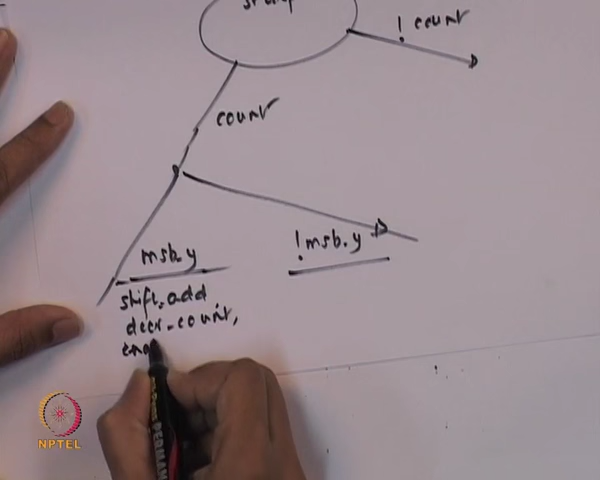 ! count
count
msb.y
!msb.y
shift-add
decr-count,
NPTEL